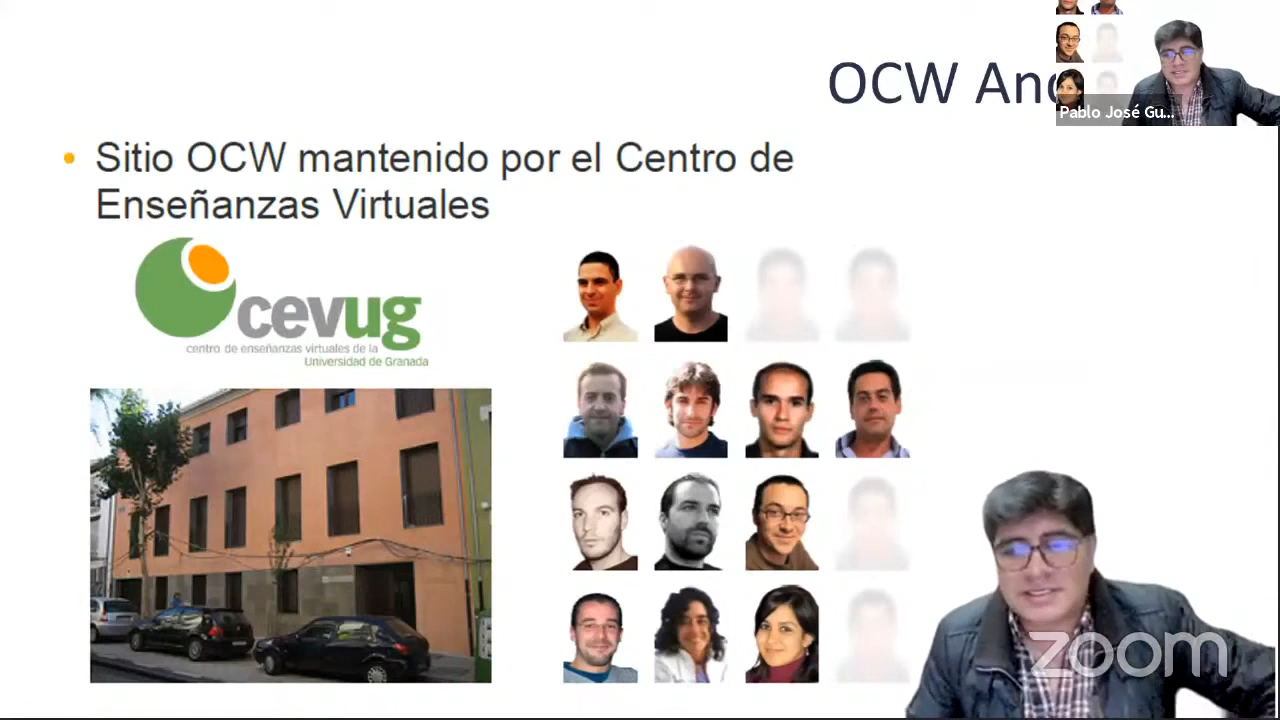 OCW And
Pablo José Gu...
• Sitio OCW mantenido por el Centro de
Enseñanzas Virtuales
cevug
centro de enseñanzas virtuales de la
Universidad de Granada
zoom